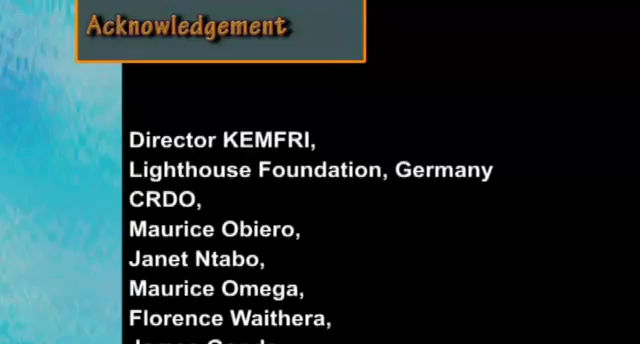 Acknowledgement
Director KEMFRI,
Lighthouse Foundation, Germany
CRDO,
Maurice Obiero,
Janet Ntabo,
Maurice Omega,
Florence Waithera,